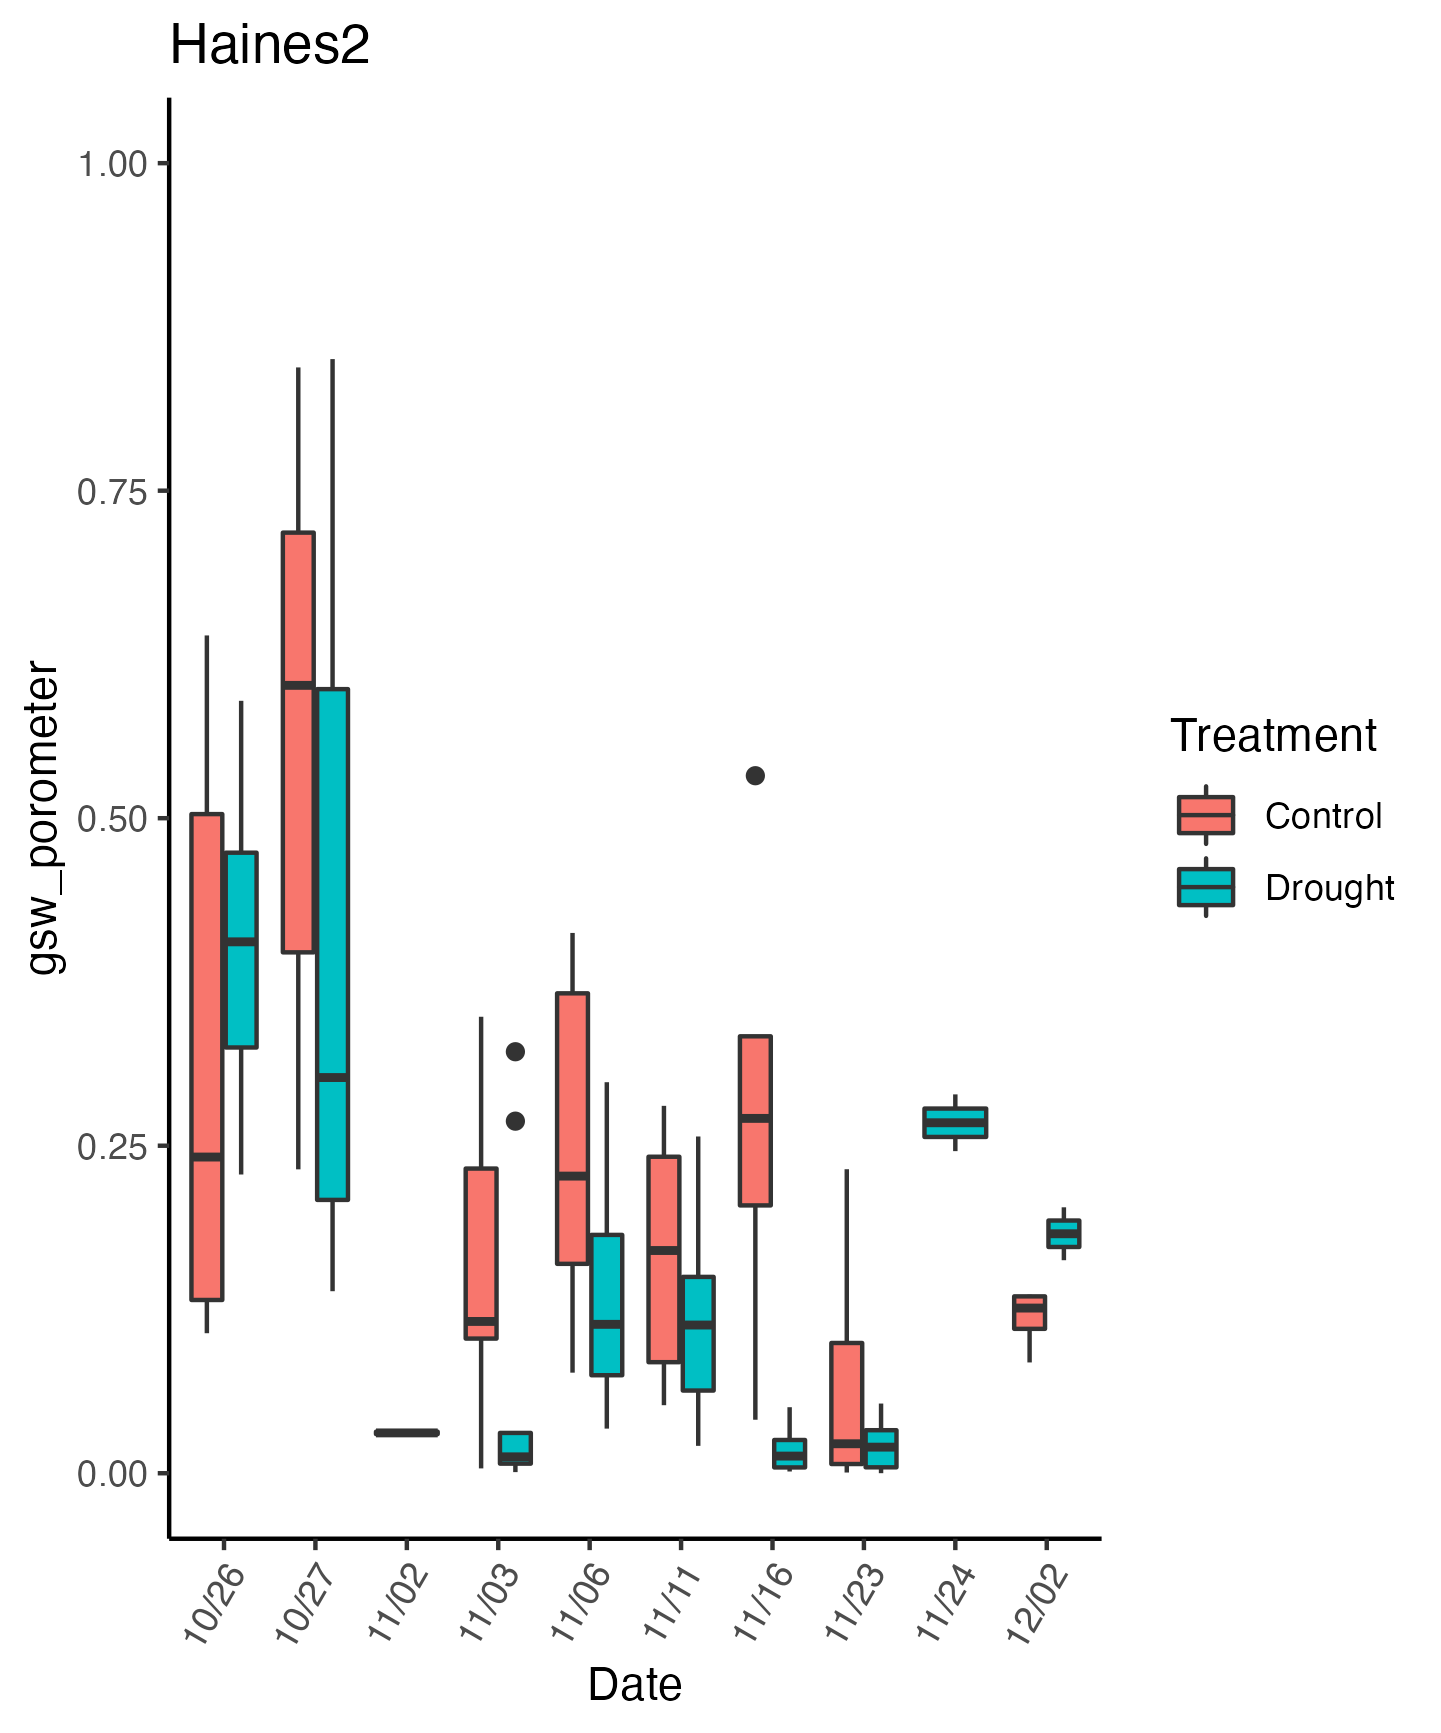 Haines2
1.00
0.75
0.50
0.25
0.00
gsw_porometer
10/26
10/27
11/02
11/03
11/06
11/11
11/16
11/23
11/24
12/02
Date
Treatment
Control
Drought